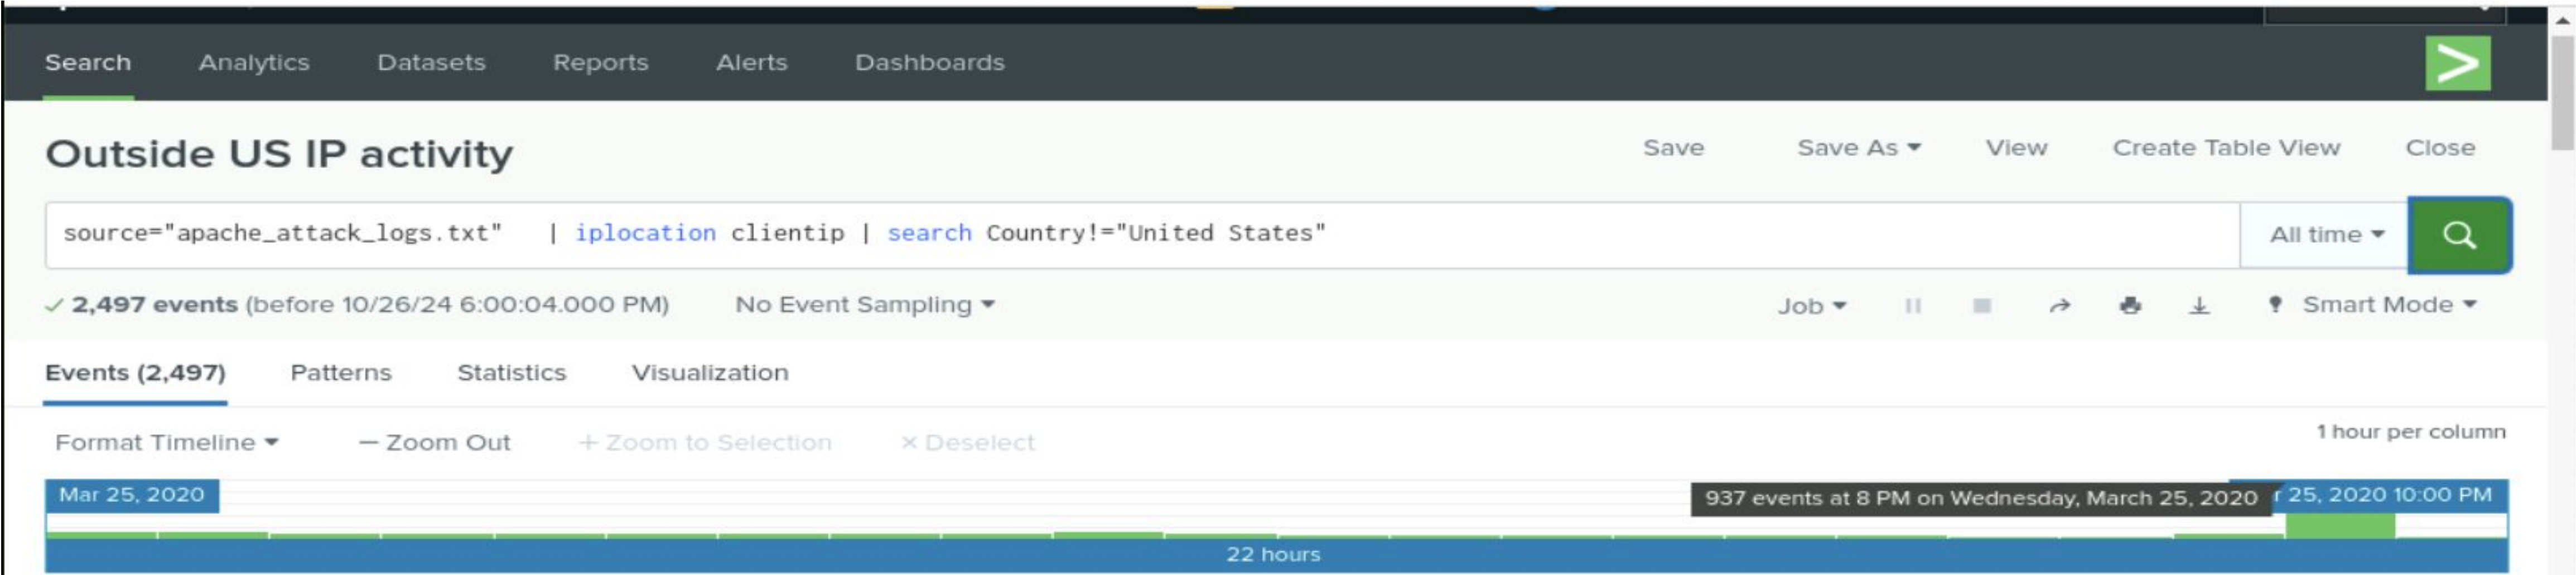 Search Analytics Datasets Reports Alerts Dashboards
Outside US IP activity
Save Save As View Create Table View Close
source="apache_attack_logs.txt" | iplocation clientip | search Country!="United States"
All time
2,497 events (before 10/26/24 6:00:04.000 PM) No Event Sampling
Job Smart Mode
Events (2,497) Patterns Statistics Visualization
Format Timeline — Zoom Out + Zoom to Selection × Deselect
1 hour per column
Mar 25, 2020
937 events at 8 PM on Wednesday, March 25, 2020
r 25, 2020 10:00 PM
22 hours